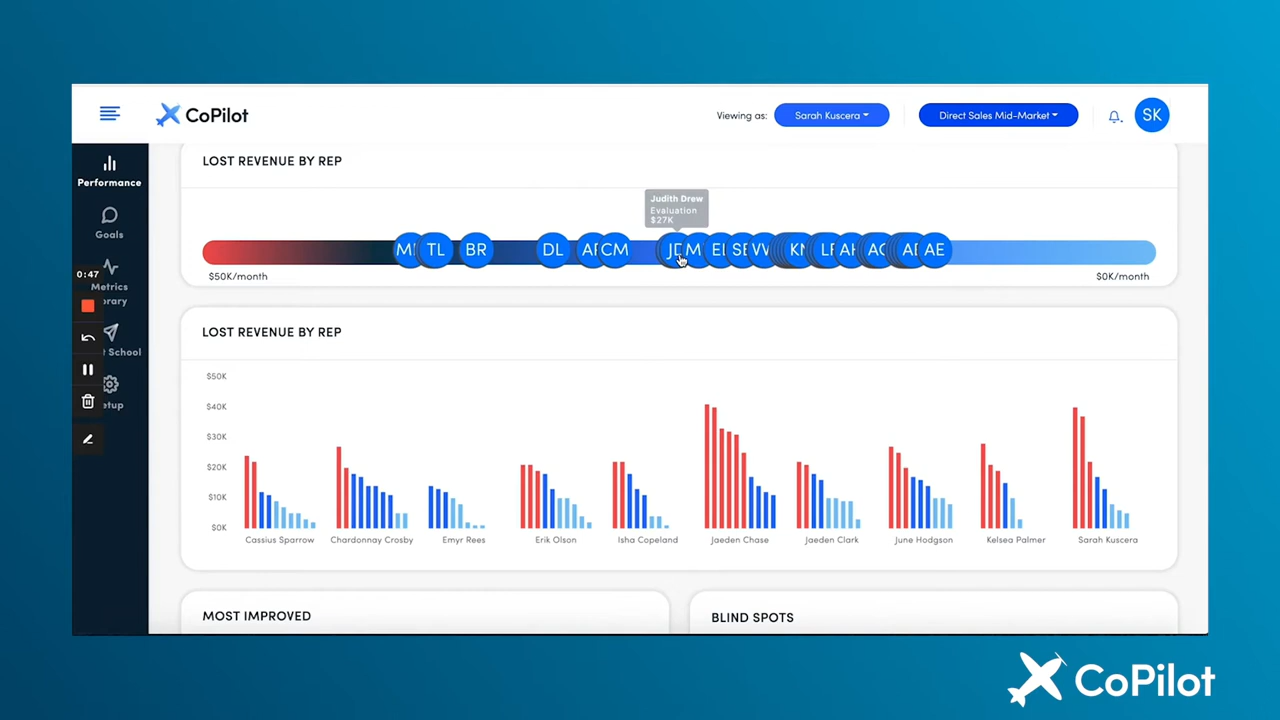 CoPilot
Viewing as:
Sarah Kuscera
Direct Sales Mid-Market
SK
Performance
Goals
0:47
Metrics
LOST REVENUE BY REP
Judith Drew
Evaluation
$27K
TL
BR
DL
CM
AE
$50K/month
$0K/month
LOST REVENUE BY REP
$50K
$40K
$30K
$20K
$10K
$0K
Cassius Sparrow
Chardonnay Crosby
Emyr Rees
Erik Olson
Isha Copeland
Jaeden Chase
Jaeden Clark
June Hodgson
Kelsea Palmer
Sarah Kuscera
School
MOST IMPROVED
BLIND SPOTS
CoPilot